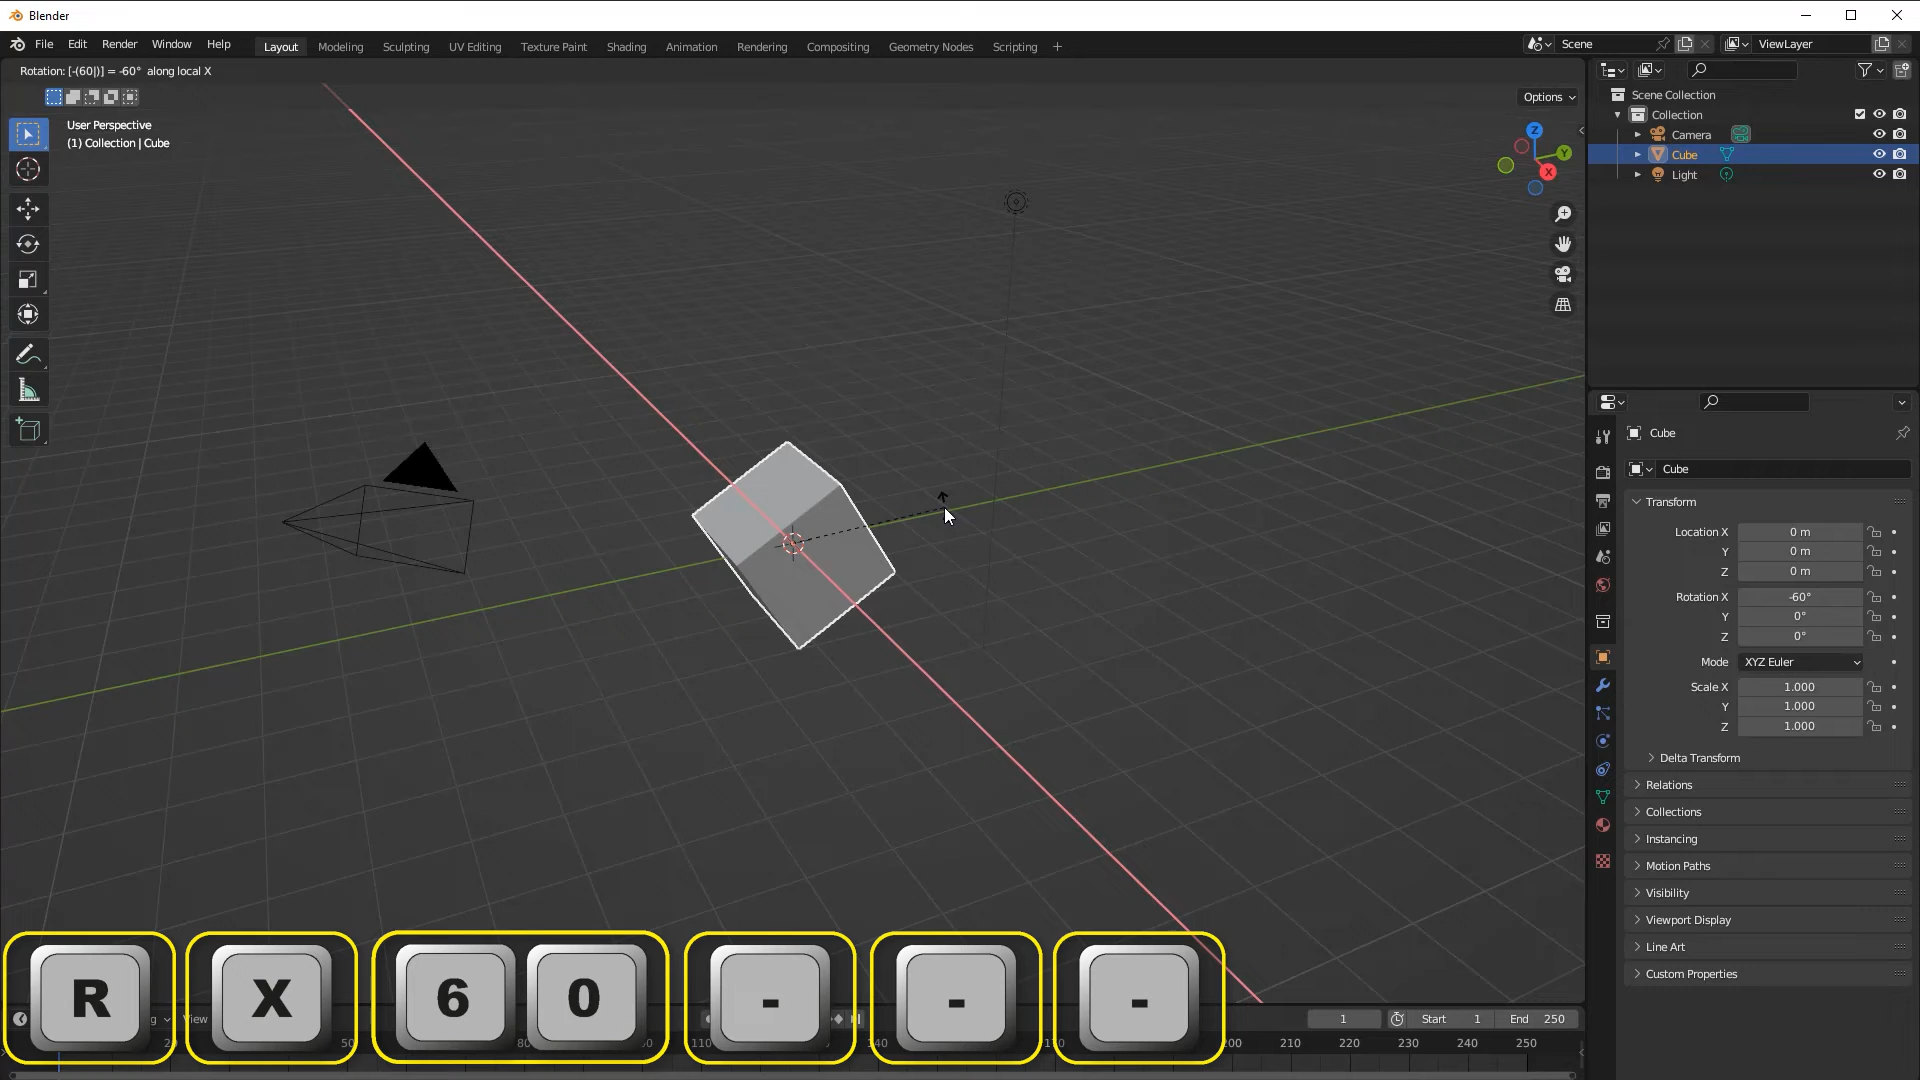 Blender
File Edit Render Window Help Layout Modeling Sculpting UV Editing Texture Paint Shading Animation Rendering Compositing Geometry Nodes Scripting + Scene ViewLayer
Rotation: [-(60|)] = -60° along local X
Options
User Perspective
(1) Collection | Cube
Z
Y
X
Scene Collection
Collection
Camera
Cube
Light
Cube
Cube
Transform
Location X 0 m
Y 0 m
Z 0 m
Rotation X -60°
Y 0°
Z 0°
Mode XYZ Euler
Scale X 1.000
Y 1.000
Z 1.000
Delta Transform
Relations
Collections
Instancing
Motion Paths
Visibility
Viewport Display
Line Art
Custom Properties
R X 6 0 - - -
View 1 Start 1 End 250
110 200 210 220 230 240 250